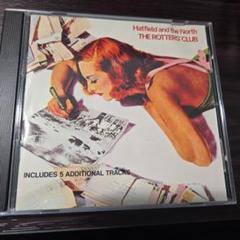 Hatfield and the North
THE ROTTERS' CLUB
INCLUDES 5 ADDITIONAL TRACKS